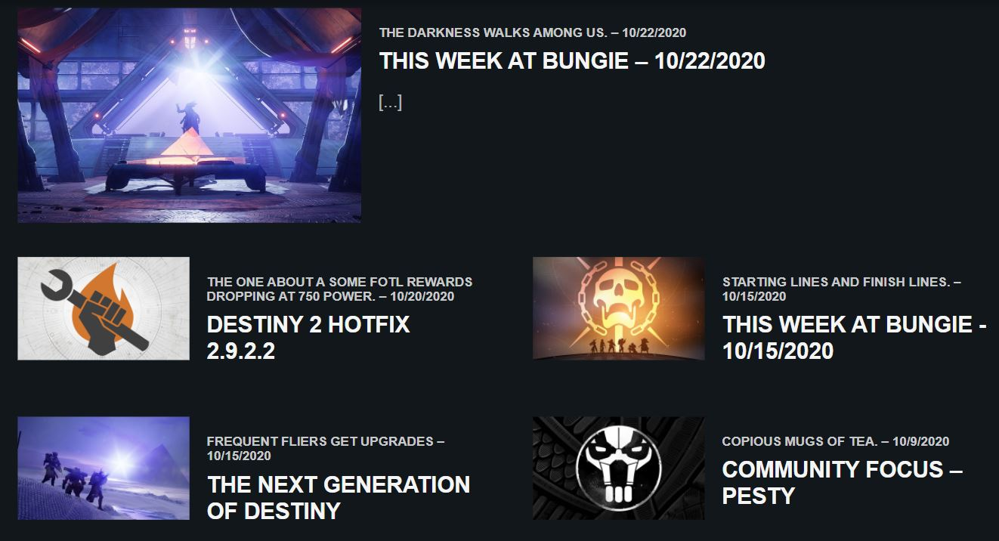 THE DARKNESS WALKS AMONG US. – 10/22/2020
THIS WEEK AT BUNGIE – 10/22/2020
[...]
THE ONE ABOUT A SOME FOTL REWARDS
DROPPING AT 750 POWER. – 10/20/2020
DESTINY 2 HOTFIX
2.9.2.2
STARTING LINES AND FINISH LINES. –
10/15/2020
THIS WEEK AT BUNGIE -
10/15/2020
FREQUENT FLIERS GET UPGRADES –
10/15/2020
THE NEXT GENERATION
OF DESTINY
COPIOUS MUGS OF TEA. – 10/9/2020
COMMUNITY FOCUS –
PESTY